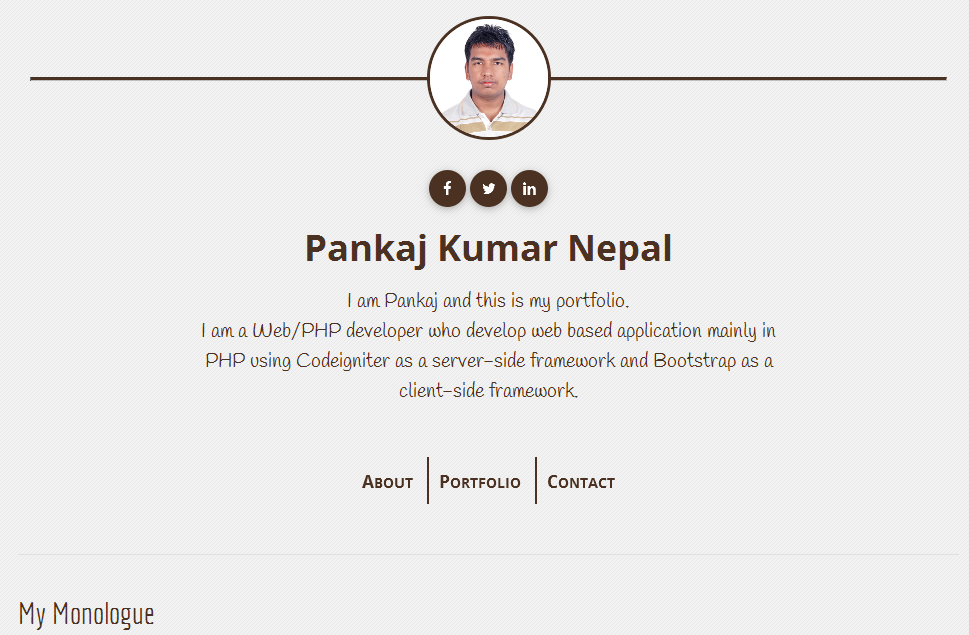 Pankaj Kumar Nepal
I am Pankaj and this is my portfolio.
I am a Web/PHP developer who develop web based application mainly in
PHP using Codeigniter as a server-side framework and Bootstrap as a
client-side framework.
About Portfolio Contact
My Monologue